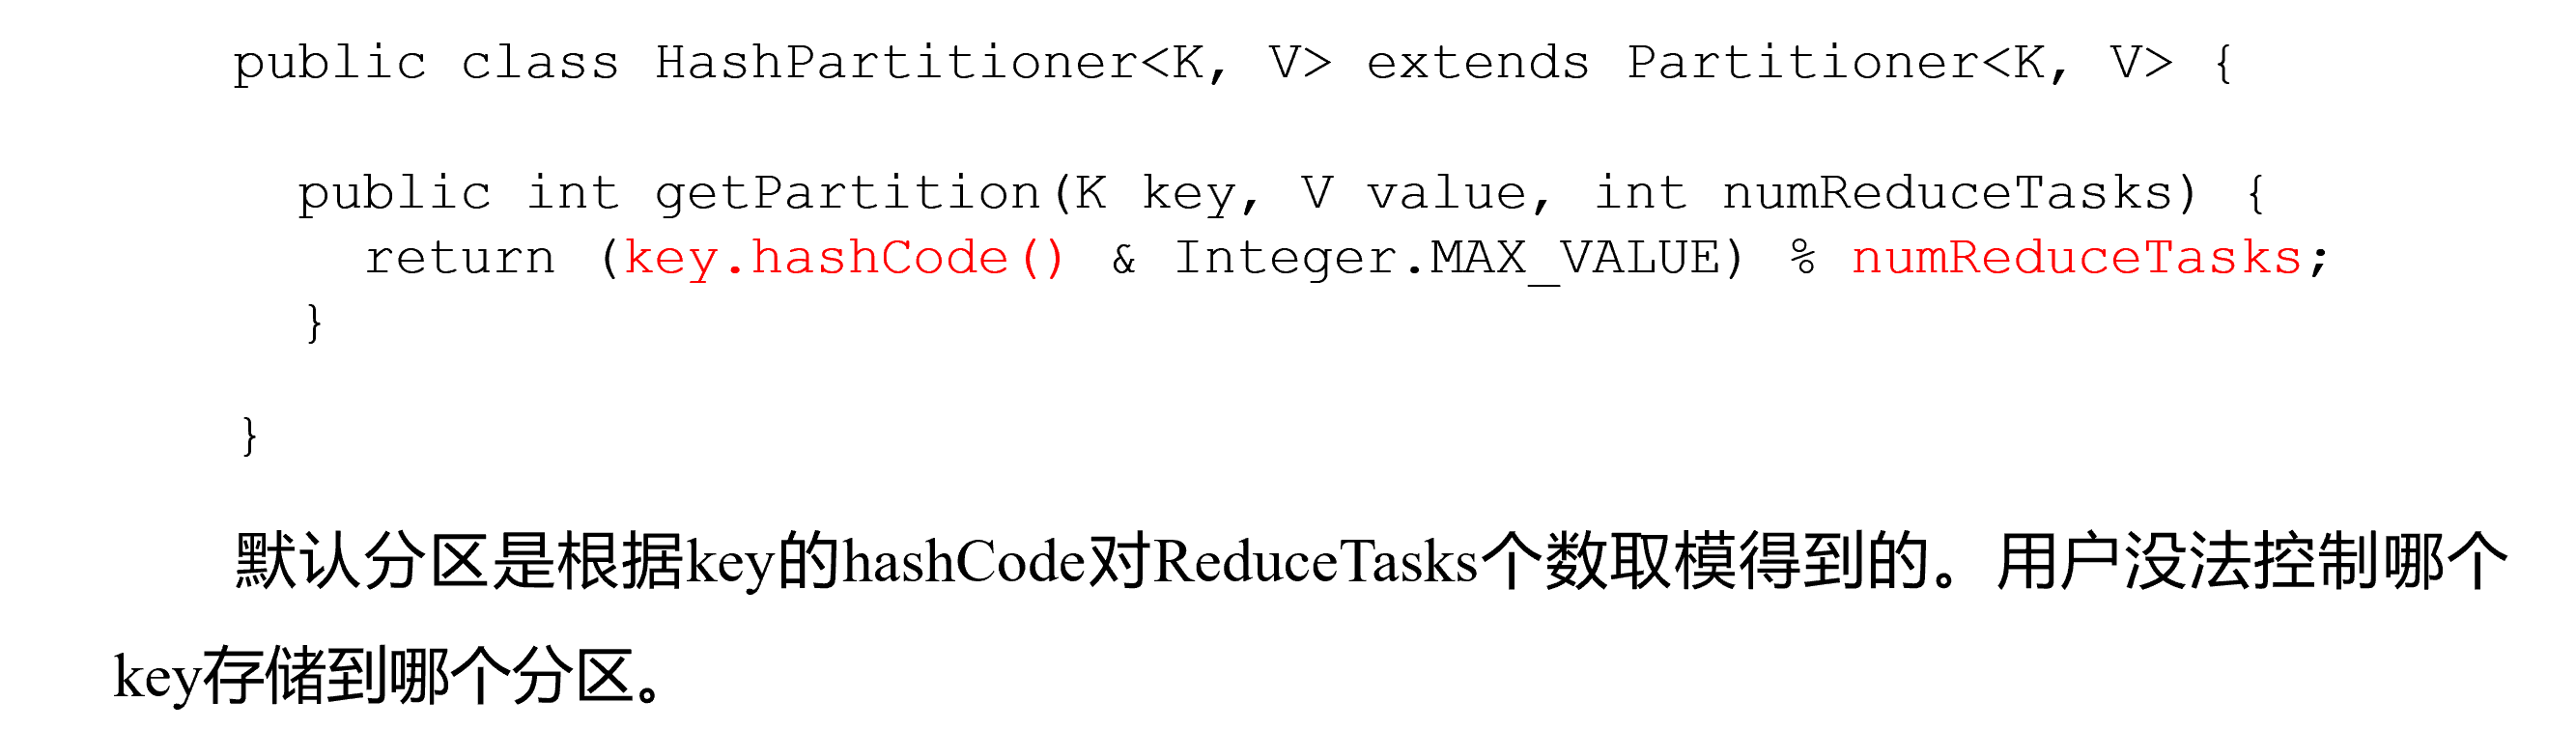 public class HashPartitioner<K, V> extends Partitioner<K, V> {
public int getPartition(K key, V value, int numReduceTasks) {
return (key.hashCode() & Integer.MAX_VALUE) % numReduceTasks;
}
}
默认分区是根据key的hashCode对ReduceTasks个数取模得到的。用户没法控制哪个
key存储到哪个分区。